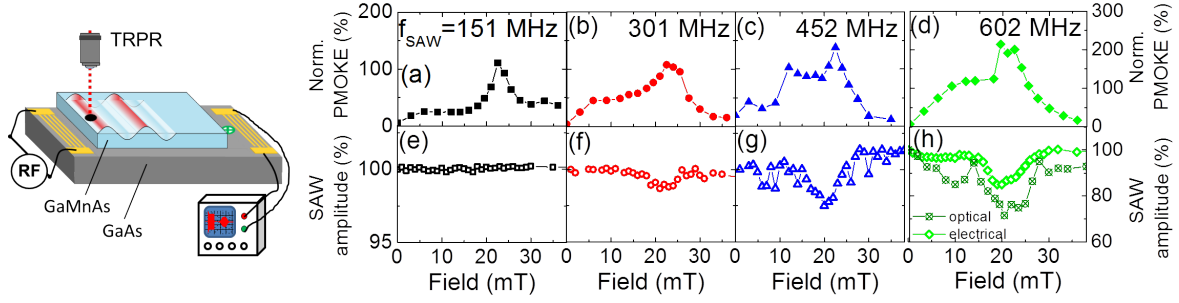 TRPR
RF
GaMnAs
GaAs
Norm.
PMOKE (%)
200
100
0
f_SAW =151 MHz
(a)
(b) 301 MHz
(c) 452 MHz
(d) 602 MHz
300
200
100
0
Norm.
PMOKE (%)
SAW
amplitude (%)
100
95
(e)
(f)
(g)
(h)
optical
electrical
100
80
60
SAW
amplitude (%)
0 10 20 30
0 10 20 30
0 10 20 30
0 10 20 30
Field (mT)
Field (mT)
Field (mT)
Field (mT)